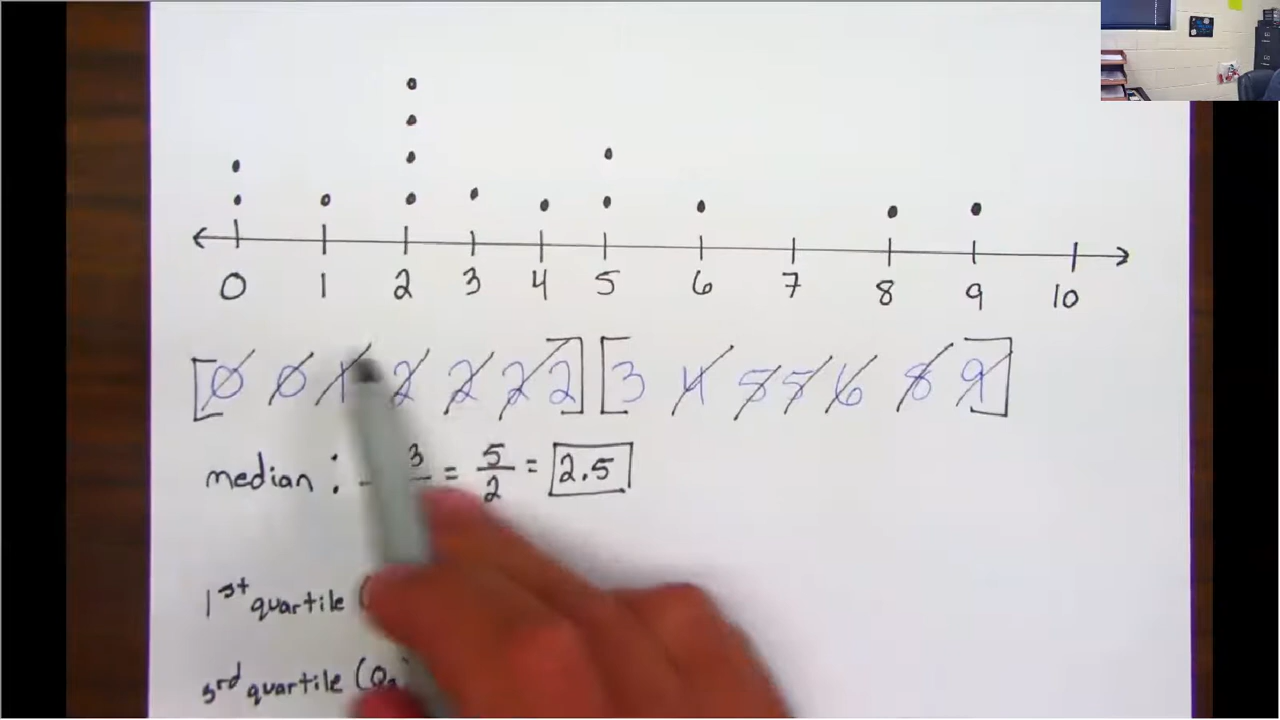 0 1 2 3 4 5 6 7 8 9 10
[0 0 1 2 2 2 2] [3 4 5 5 6 8 9]
median : 3 = 5/2 = 2.5
1st quartile (
3rd quartile (Q3